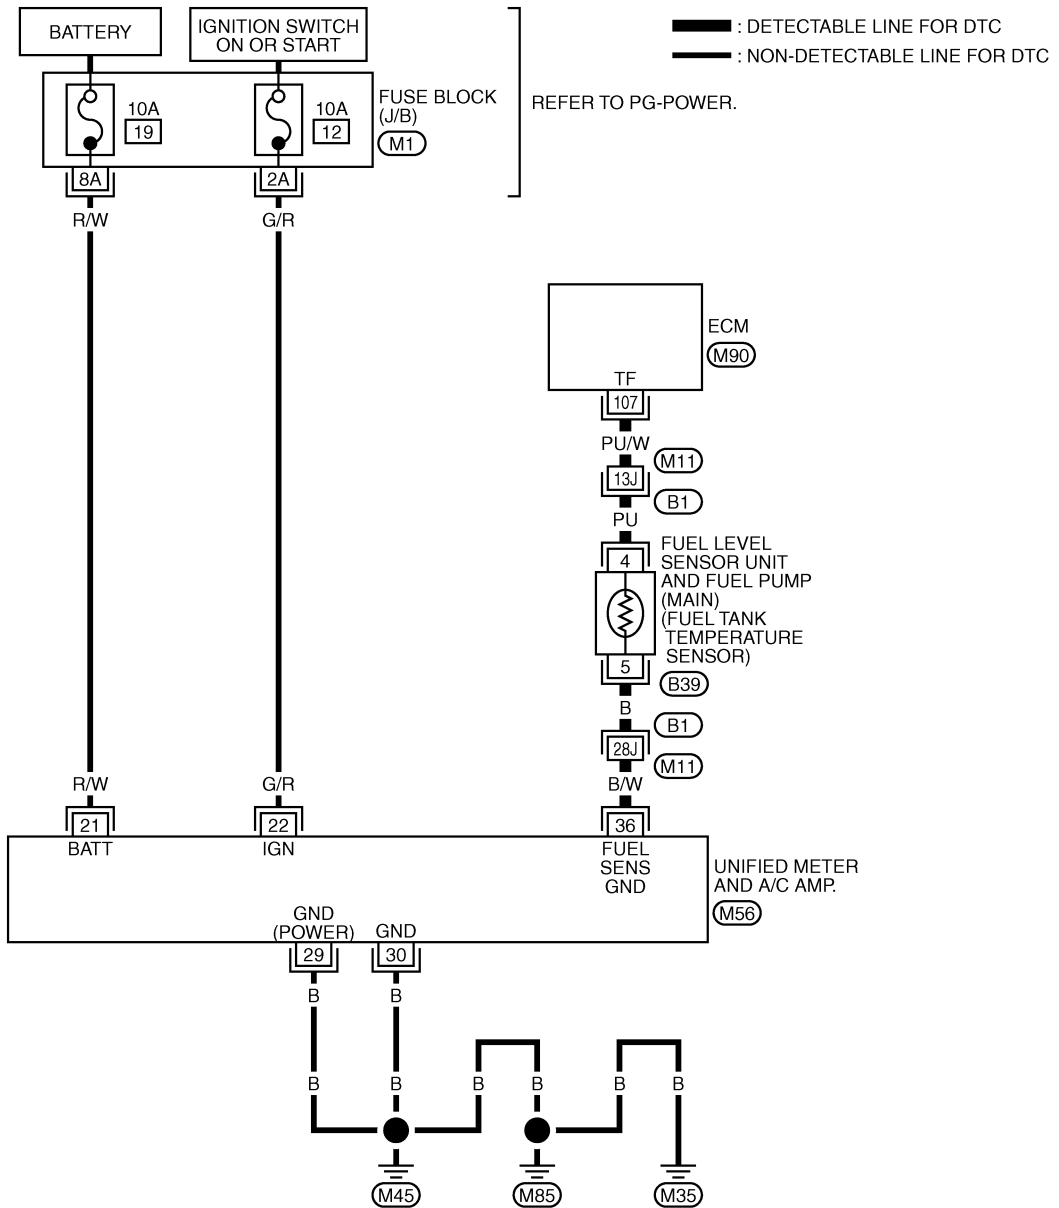 BATTERY
IGNITION SWITCH
ON OR START
: DETECTABLE LINE FOR DTC
: NON-DETECTABLE LINE FOR DTC
10A
19
10A
12
FUSE BLOCK
(J/B)
M1
REFER TO PG-POWER.
8A
2A
R/W
G/R
ECM
M90
TF
107
PU/W
M11
13J
B1
PU
4
FUEL LEVEL
SENSOR UNIT
AND FUEL PUMP
(MAIN)
(FUEL TANK
TEMPERATURE
SENSOR)
5
B39
B
B1
28J
M11
R/W
G/R
B/W
21
22
36
BATT
IGN
FUEL
SENS
GND
UNIFIED METER
AND A/C AMP.
M56
GND
(POWER)
GND
29
30
B
B
B
B
B
B
B
B
M45
M85
M35